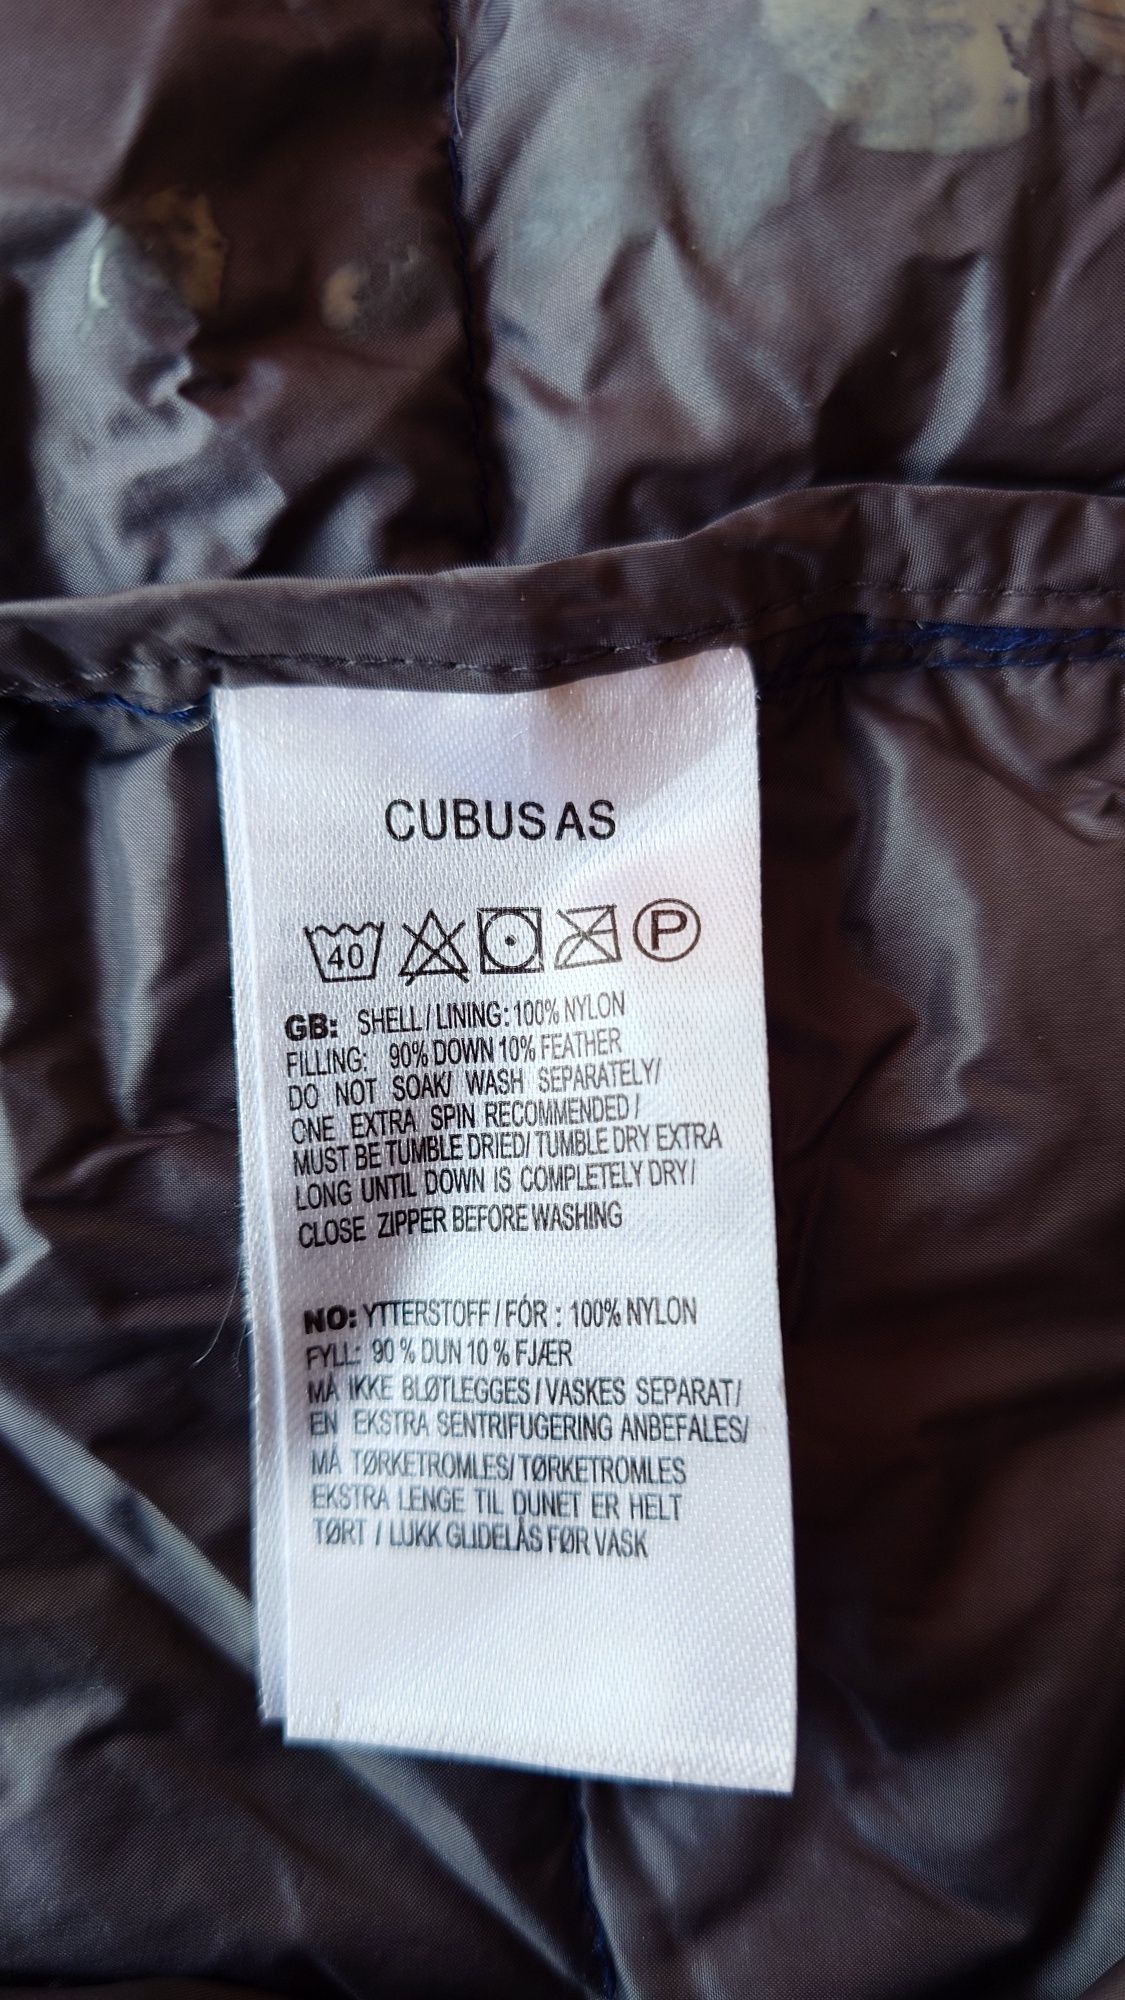 CUBUS AS
40 P
GB: SHELL/LINING: 100% NYLON
FILLING: 90% DOWN 10% FEATHER
DO NOT SOAK/ WASH SEPARATELY/
ONE EXTRA SPIN RECOMMENDED/
MUST BE TUMBLE DRIED/ TUMBLE DRY EXTRA
LONG UNTIL DOWN IS COMPLETELY DRY/
CLOSE ZIPPER BEFORE WASHING
NO: YTTERSTOFF/FÓR : 100% NYLON
FYLL: 90 % DUN 10 % FJÆR
MÅ IKKE BLØTLEGGES/VASKES SEPARAT/
EN EKSTRA SENTRIFUGERING ANBEFALES/
MÅ TØRKETROMLES/TØRKETROMLES
EKSTRA LENGE TIL DUNET ER HELT
TØRT / LUKK GLIDELÅS FØR VASK